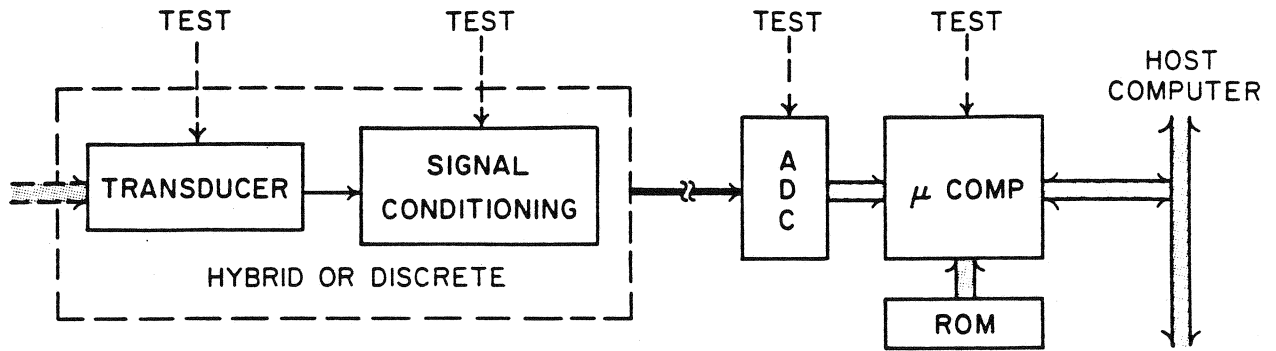 TEST
TEST
TEST
TEST
HOST
COMPUTER
TRANSDUCER
SIGNAL
CONDITIONING
A
D
C
μ COMP
HYBRID OR DISCRETE
ROM